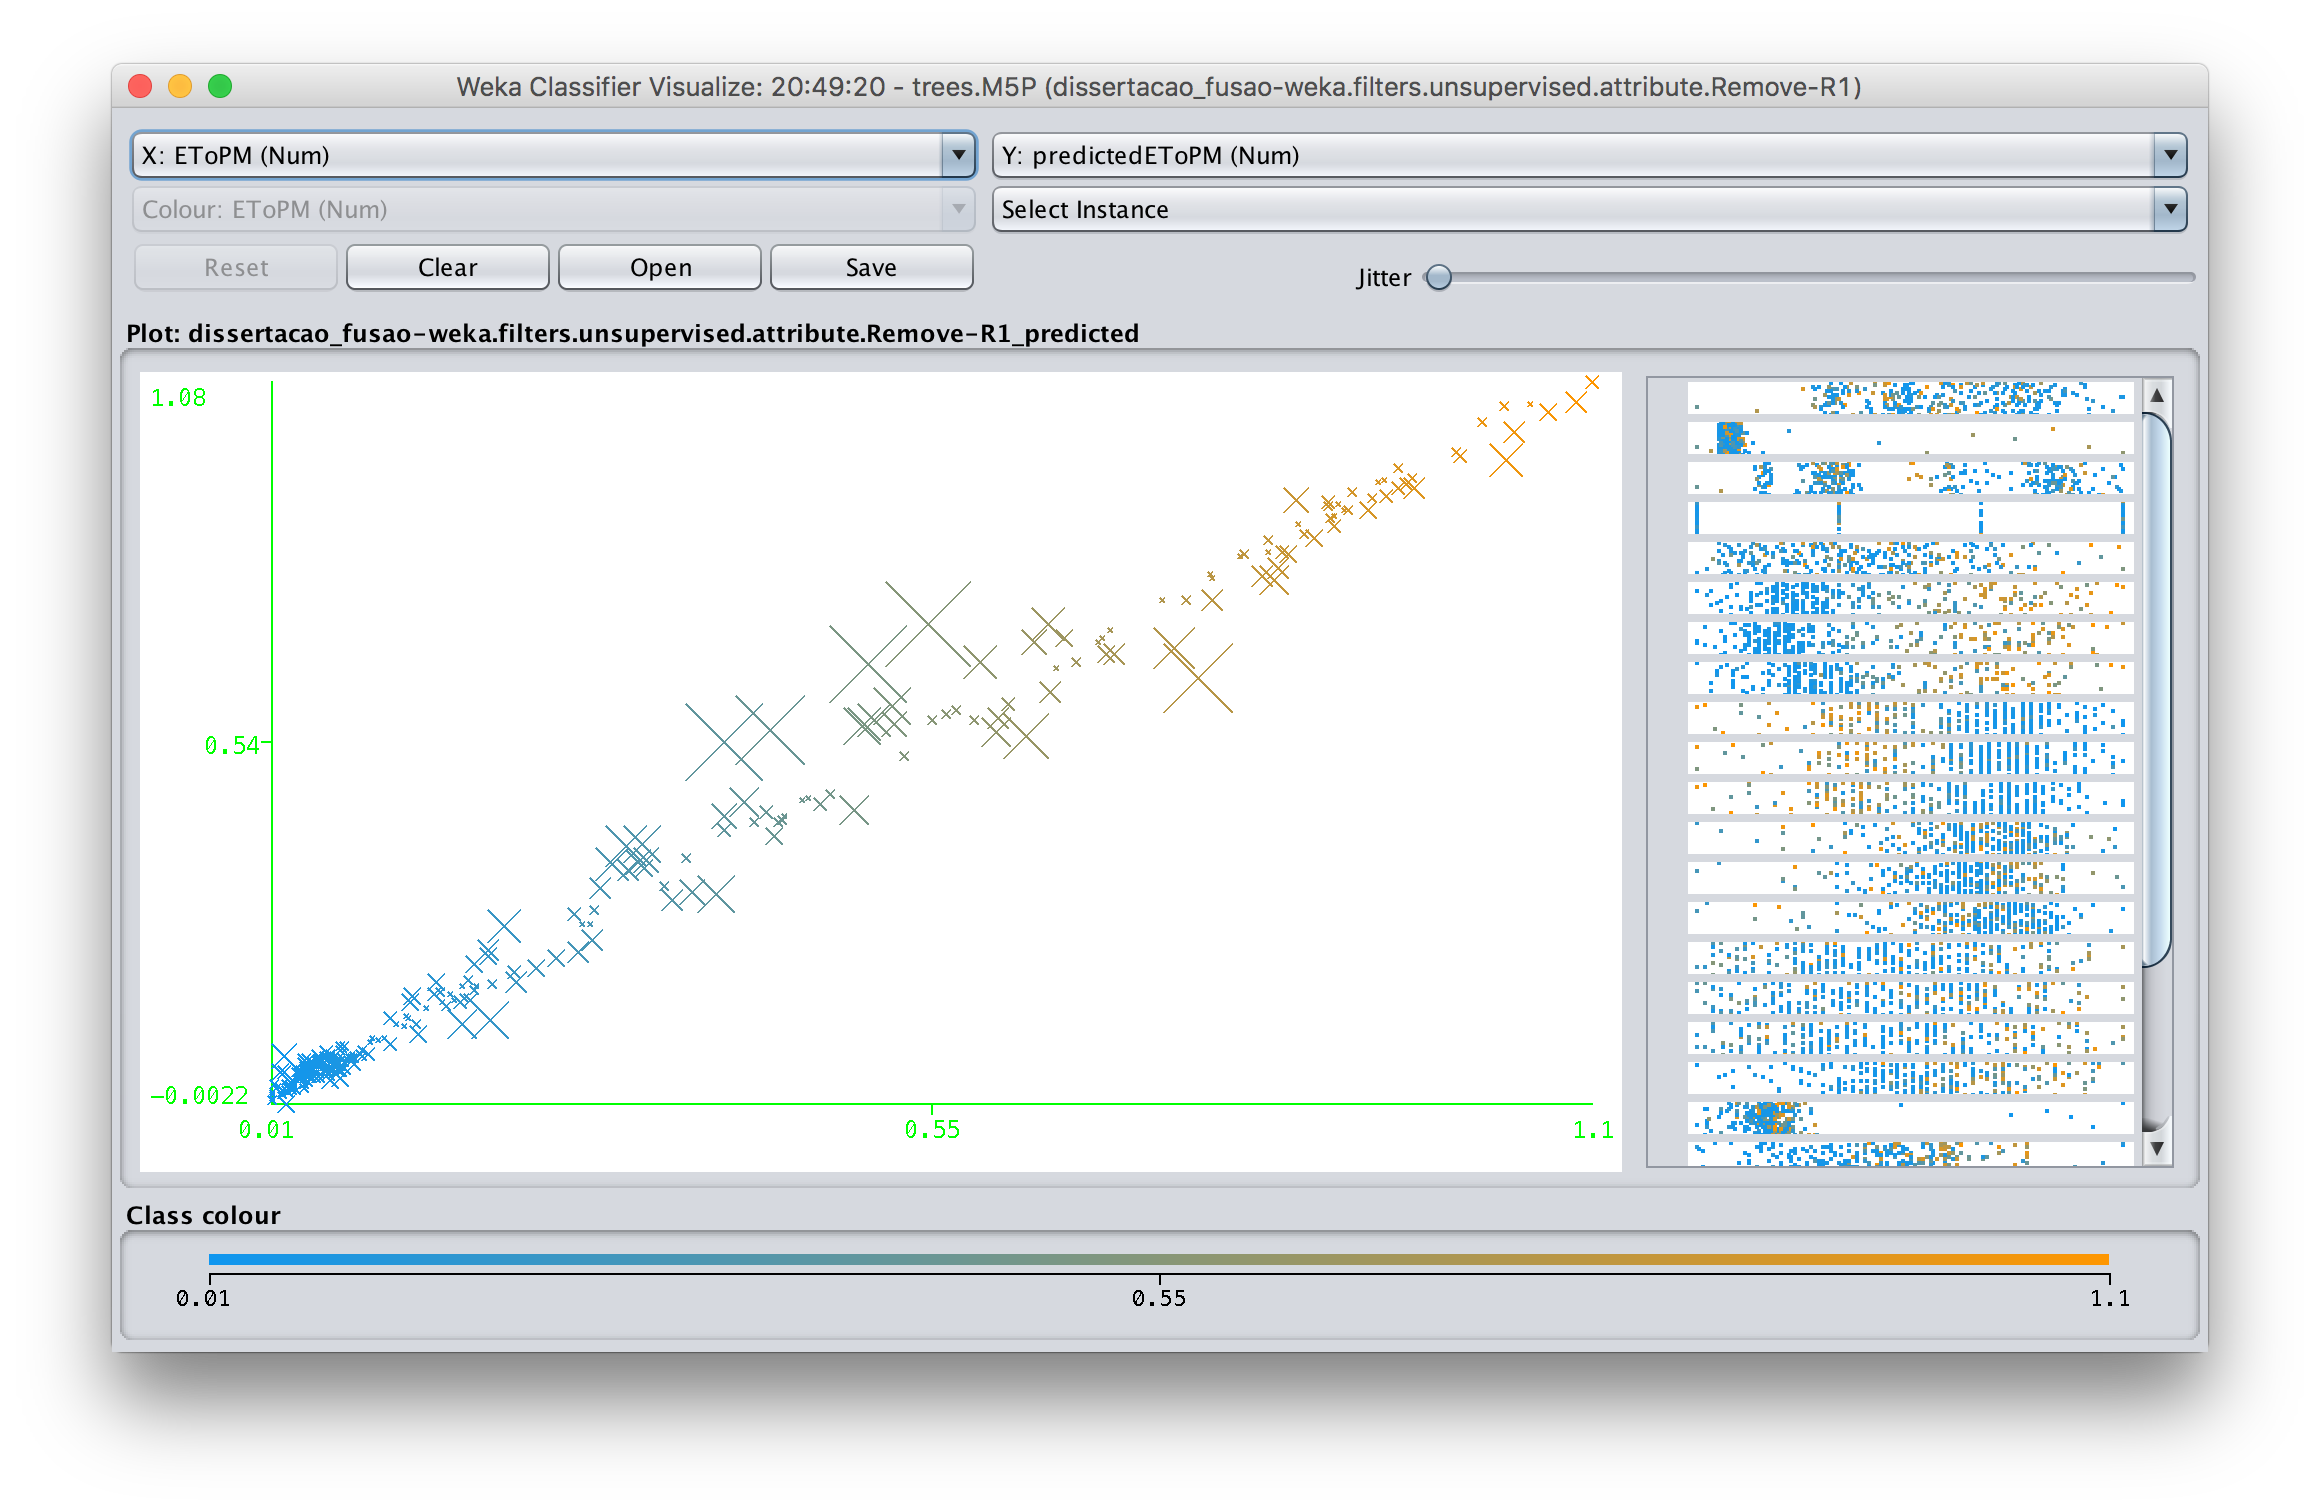 Weka Classifier Visualize: 20:49:20 - trees.M5P (dissertacao_fusao-weka.filters.unsupervised.attribute.Remove-R1)
X: EToPM (Num)
Y: predictedEToPM (Num)
Colour: EToPM (Num)
Select Instance
Reset
Clear
Open
Save
Jitter
Plot: dissertacao_fusao-weka.filters.unsupervised.attribute.Remove-R1_predicted
1.08
0.54
-0.0022
0.01
0.55
1.1
Class colour
0.01
0.55
1.1